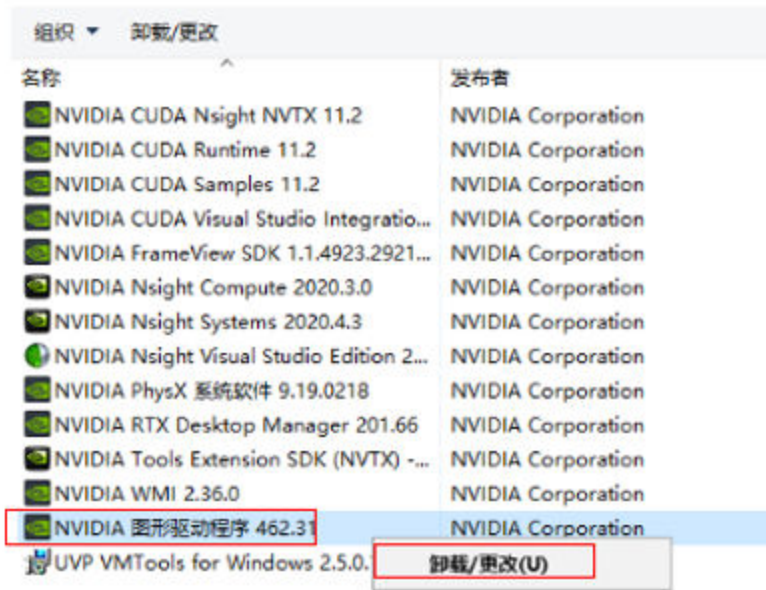 组织 卸载/更改
名称 发布者
NVIDIA CUDA Nsight NVTX 11.2 NVIDIA Corporation
NVIDIA CUDA Runtime 11.2 NVIDIA Corporation
NVIDIA CUDA Samples 11.2 NVIDIA Corporation
NVIDIA CUDA Visual Studio Integratio... NVIDIA Corporation
NVIDIA FrameView SDK 1.1.4923.2921... NVIDIA Corporation
NVIDIA Nsight Compute 2020.3.0 NVIDIA Corporation
NVIDIA Nsight Systems 2020.4.3 NVIDIA Corporation
NVIDIA Nsight Visual Studio Edition 2... NVIDIA Corporation
NVIDIA PhysX 系统软件 9.19.0218 NVIDIA Corporation
NVIDIA RTX Desktop Manager 201.66 NVIDIA Corporation
NVIDIA Tools Extension SDK (NVTX) -... NVIDIA Corporation
NVIDIA WMI 2.36.0 NVIDIA Corporation
NVIDIA 图形驱动程序 462.31 NVIDIA Corporation
UVP VMTools for Windows 2.5.0. 卸载/更改(U)